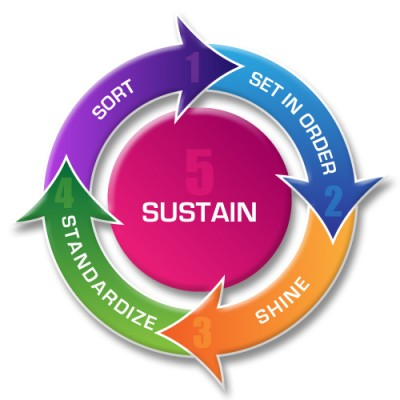 1
SORT
2
SET IN ORDER
3
SHINE
4
STANDARDIZE
5
SUSTAIN